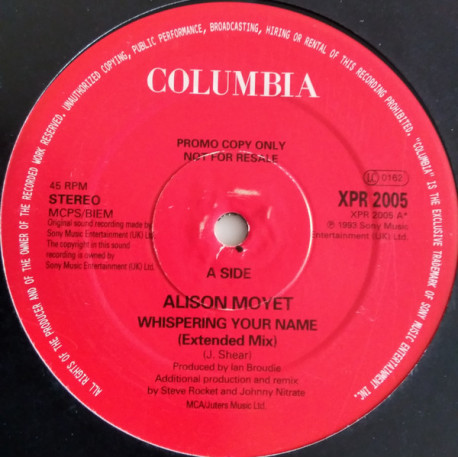 ALL RIGHTS OF THE PRODUCER AND OF THE OWNER OF THE RECORDED WORK RESERVED. UNAUTHORIZED COPYING, PUBLIC PERFORMANCE, BROADCASTING, HIRING OR RENTAL OF THIS RECORDING PROHIBITED. "COLUMBIA" IS THE EXCLUSIVE TRADEMARK OF SONY MUSIC ENTERTAINMENT INC.
COLUMBIA
PROMO COPY ONLY
NOT FOR RESALE
45 RPM
STEREO
MCPS/BIEM
Original sound recording made by
Sony Music Entertainment (UK) Ltd.
The copyright in this sound
recording is owned by
Sony Music Entertainment (UK) Ltd.
LC 0162
XPR 2005
XPR 2005 A*
℗ 1993 Sony Music
Entertainment (UK) Ltd.
A SIDE
ALISON MOYET
WHISPERING YOUR NAME
(Extended Mix)
(J. Shear)
Produced by Ian Broudie
Additional production and remix
by Steve Rocket and Johnny Nitrate
MCA/Juters Music Ltd.